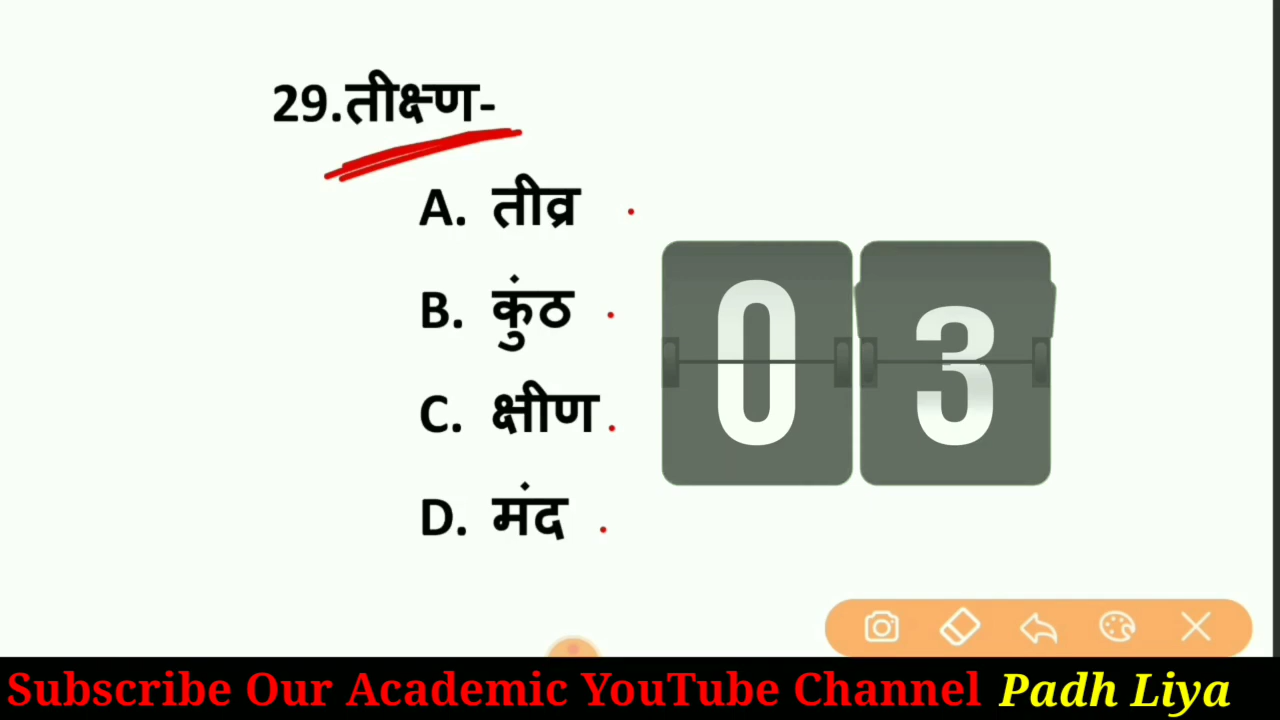 29.तीक्ष्ण-
A. तीव्र
B. कुंठ
C. क्षीण
D. मंद
03
Subscribe Our Academic YouTube Channel Padh Liya